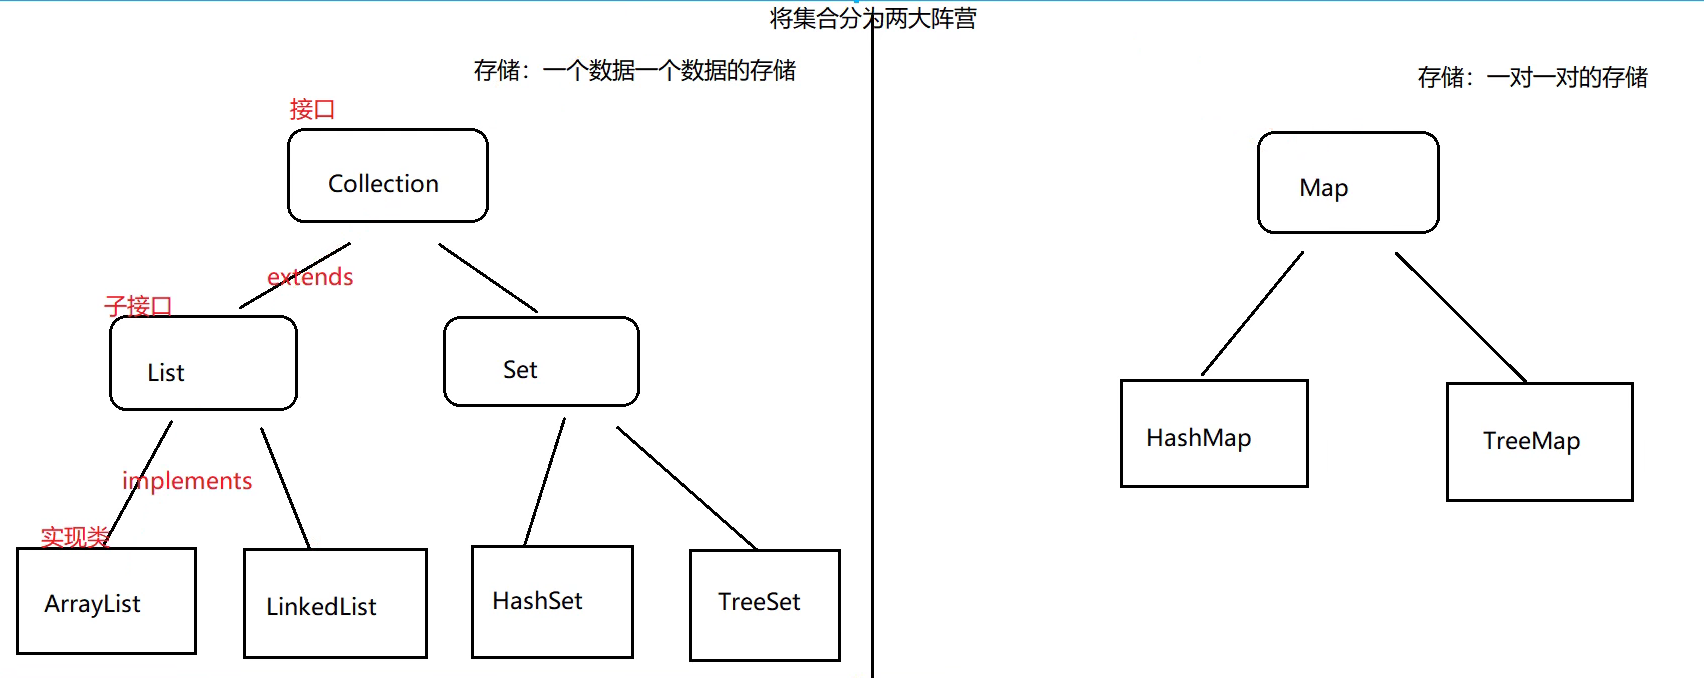 将集合分为两大阵营
存储：一个数据一个数据的存储
存储：一对一对的存储
接口
Collection
Map
extends
子接口
List
Set
HashMap
TreeMap
implements
实现类
ArrayList
LinkedList
HashSet
TreeSet